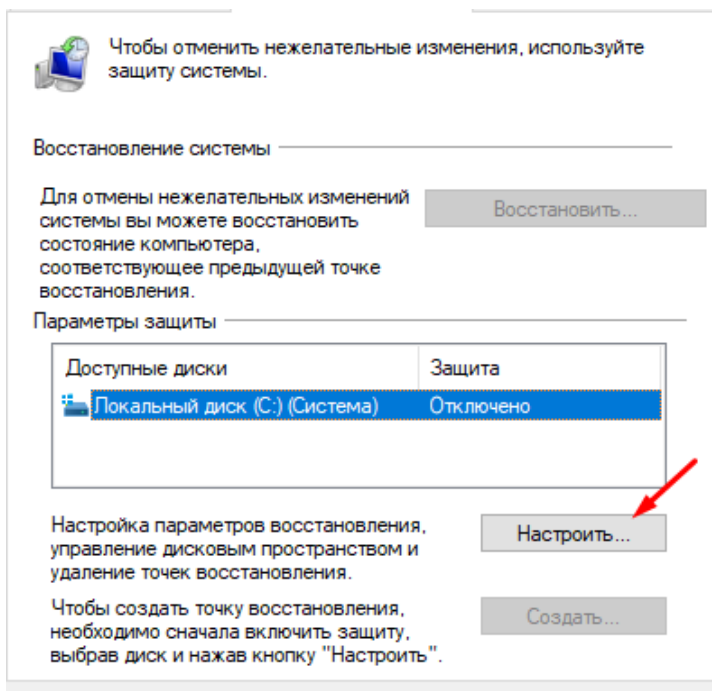 Чтобы отменить нежелательные изменения, используйте
защиту системы.
Восстановление системы
Для отмены нежелательных изменений
системы вы можете восстановить
состояние компьютера,
соответствующее предыдущей точке
восстановления.
Восстановить...
Параметры защиты
Доступные диски Защита
Локальный диск (C:) (Система) Отключено
Настройка параметров восстановления,
управление дисковым пространством и
удаление точек восстановления.
Настроить...
Чтобы создать точку восстановления,
необходимо сначала включить защиту,
выбрав диск и нажав кнопку "Настроить".
Создать...